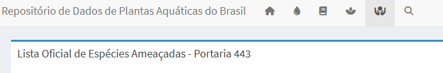 Repositório de Dados de Plantas Aquáticas do Brasil
Lista Oficial de Espécies Ameaçadas - Portaria 443